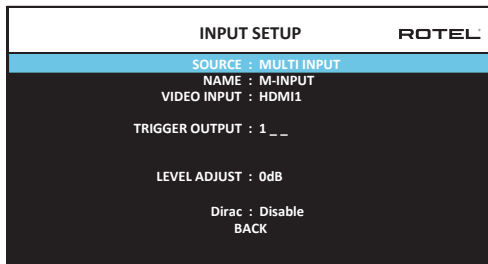 INPUT SETUP ROTEL
SOURCE : MULTI INPUT
NAME : M-INPUT
VIDEO INPUT : HDMI1
TRIGGER OUTPUT : 1 _ _
LEVEL ADJUST : 0dB
Dirac : Disable
BACK